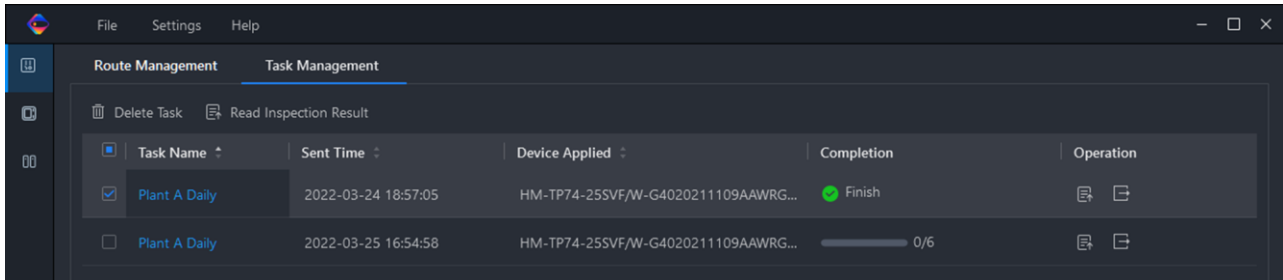 File Settings Help
Route Management Task Management
Delete Task Read Inspection Result
Task Name Sent Time Device Applied Completion Operation
Plant A Daily 2022-03-24 18:57:05 HM-TP74-25SVF/W-G4020211109AAWRG... Finish
Plant A Daily 2022-03-25 16:54:58 HM-TP74-25SVF/W-G4020211109AAWRG... 0/6